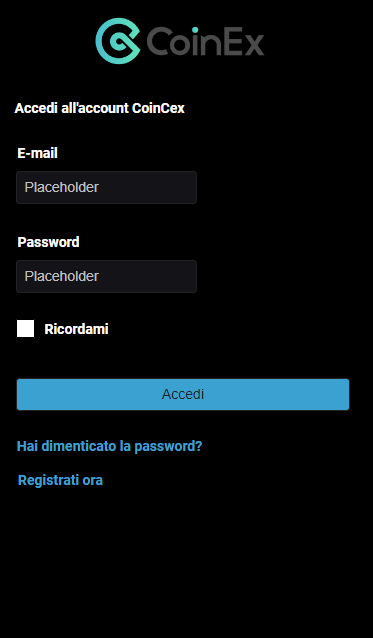 CoinEx
Accedi all'account CoinCex
E-mail
Placeholder
Password
Placeholder
Ricordami
Accedi
Hai dimenticato la password?
Registrati ora